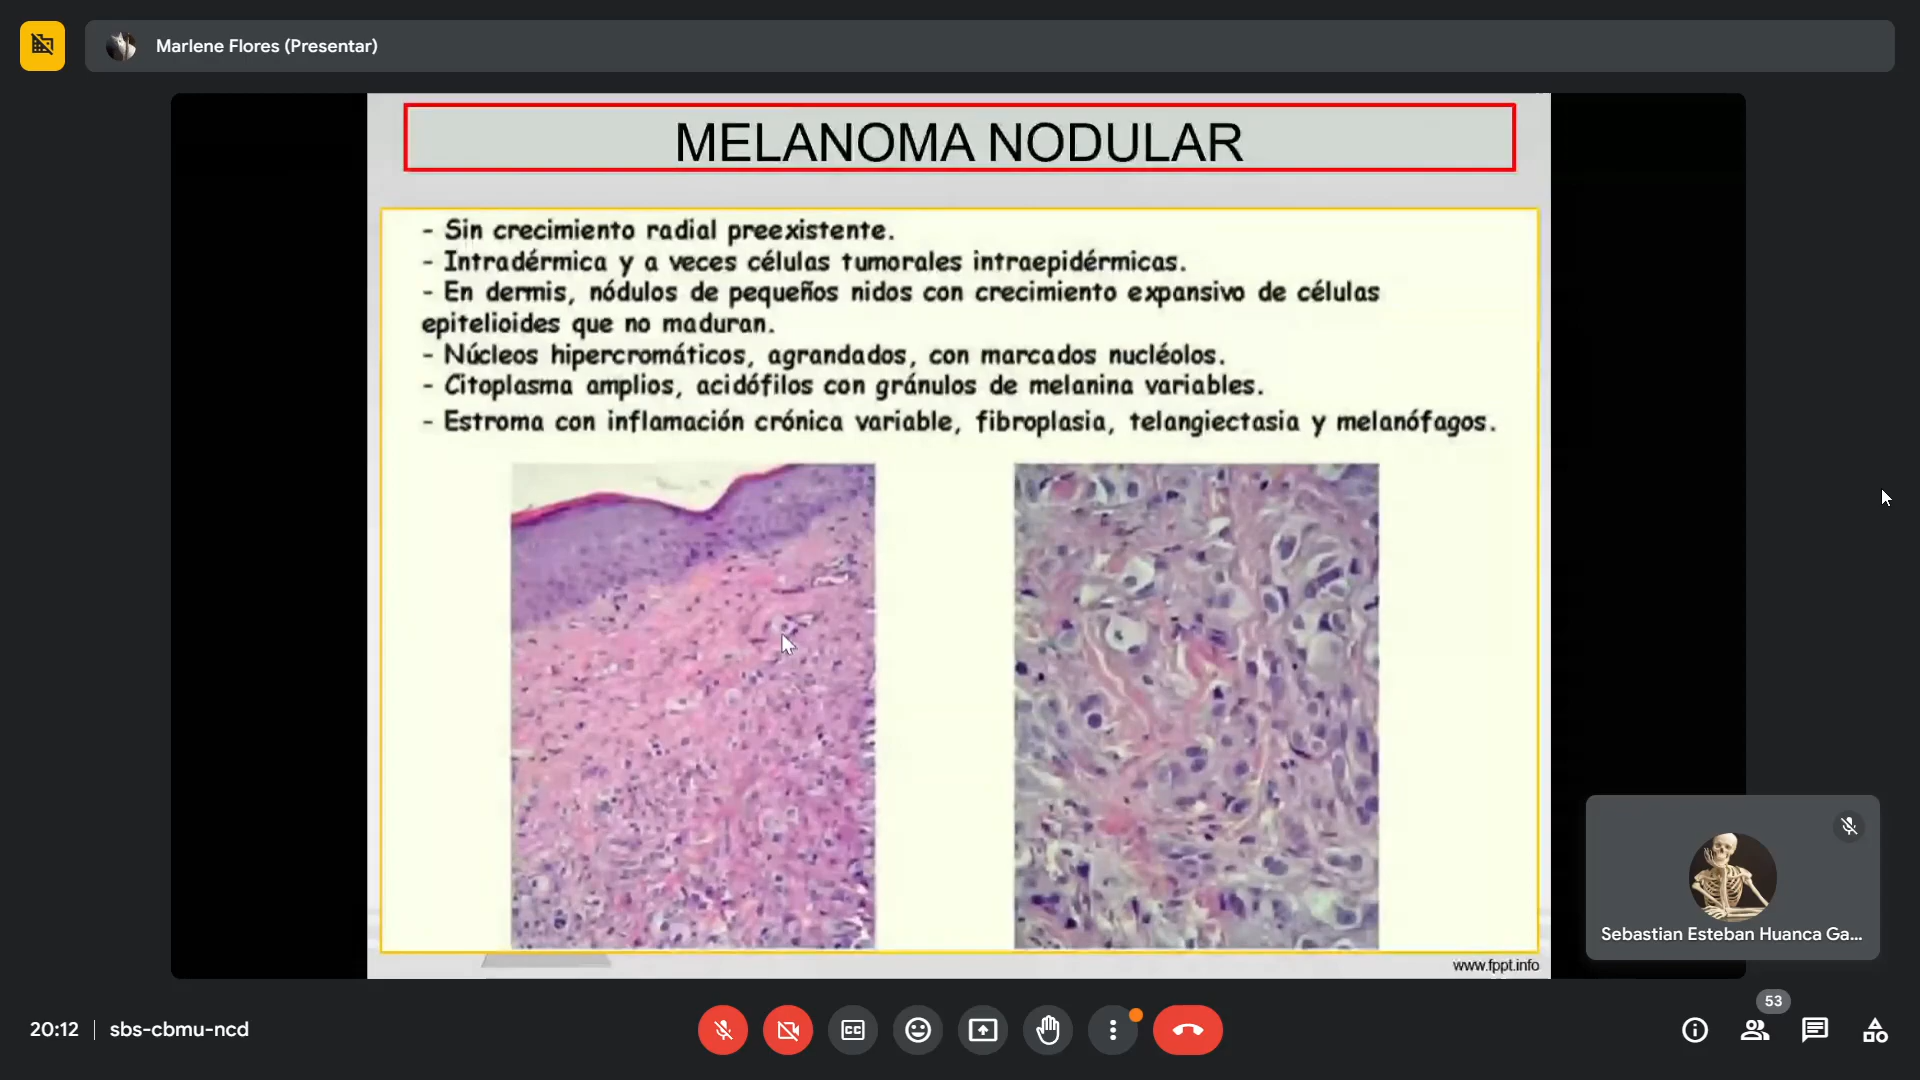 Marlene Flores (Presentar)
MELANOMA NODULAR
- Sin crecimiento radial preexistente.
- Intradérmica y a veces células tumorales intraepidérmicas.
- En dermis, nódulos de pequeños nidos con crecimiento expansivo de células
epitelioides que no maduran.
- Núcleos hipercromáticos, agrandados, con marcados nucléolos.
- Citoplasma amplios, acidófilos con gránulos de melanina variables.
- Estroma con inflamación crónica variable, fibroplasia, telangiectasia y melanófagos.
Sebastian Esteban Huanca Ga...
www.fppt.info
53
20:12 | sbs-cbmu-ncd
CC